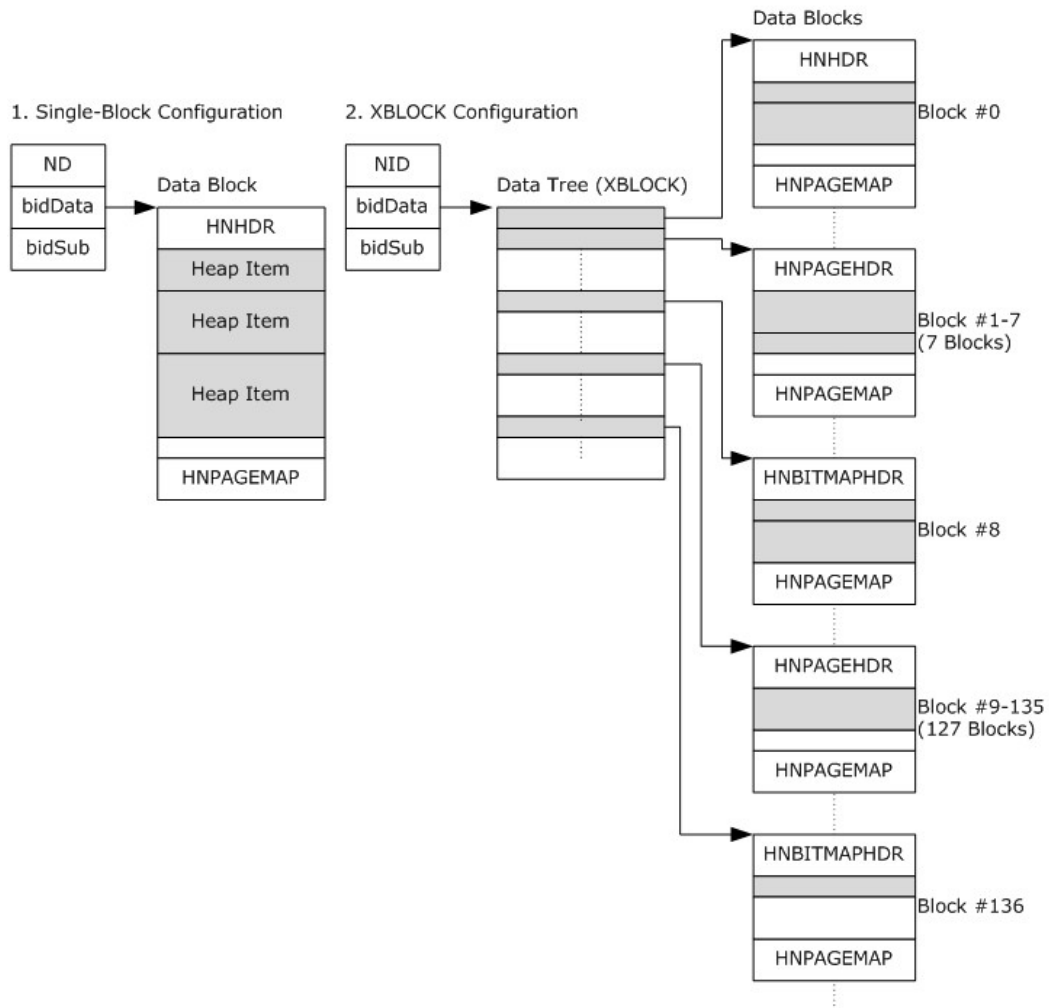 Data Blocks
1. Single-Block Configuration
ND
bidData
bidSub
Data Block
HNHDR
Heap Item
Heap Item
Heap Item
HNPAGEMAP
2. XBLOCK Configuration
NID
bidData
bidSub
Data Tree (XBLOCK)
HNHDR
HNPAGEMAP
Block #0
HNPAGEHDR
HNPAGEMAP
Block #1-7
(7 Blocks)
HNBITMAPHDR
HNPAGEMAP
Block #8
HNPAGEHDR
HNPAGEMAP
Block #9-135
(127 Blocks)
HNBITMAPHDR
HNPAGEMAP
Block #136